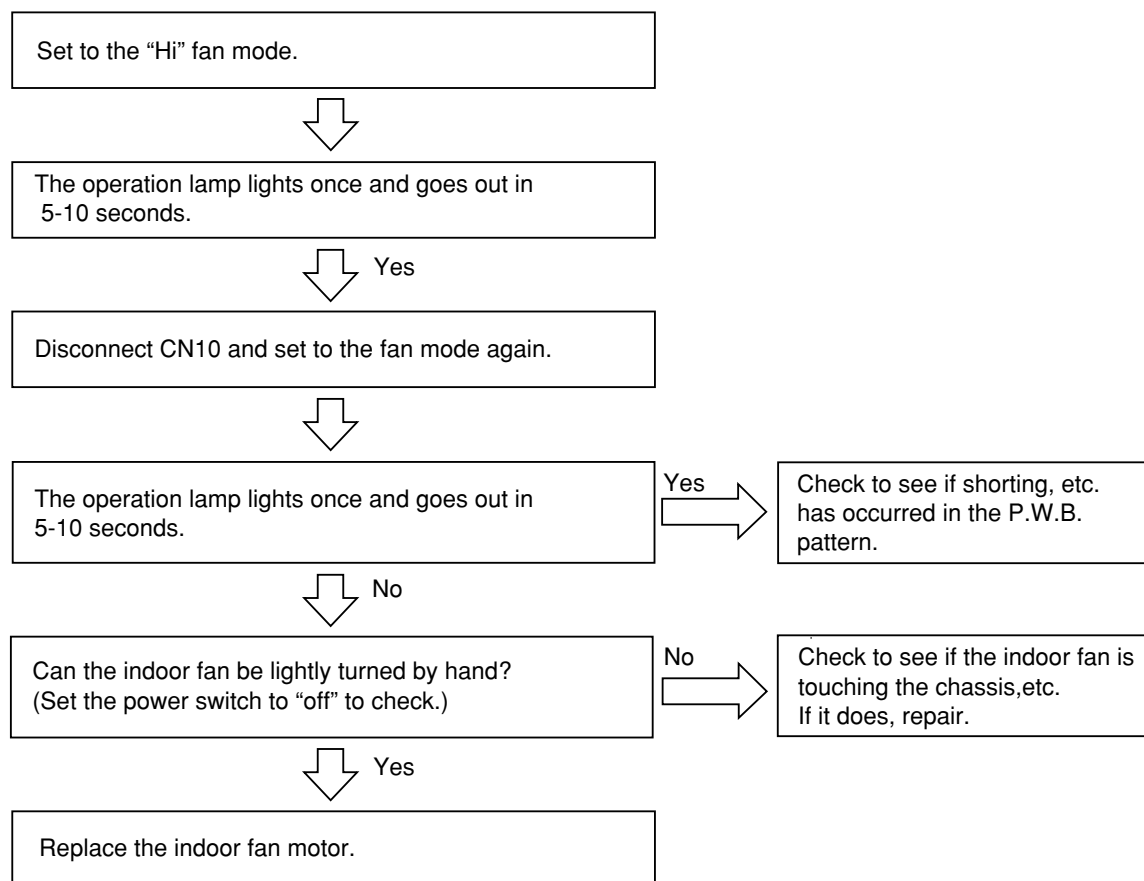 Set to the “Hi” fan mode.
The operation lamp lights once and goes out in
5-10 seconds.
Yes
Disconnect CN10 and set to the fan mode again.
The operation lamp lights once and goes out in
5-10 seconds.
Yes
Check to see if shorting, etc.
has occurred in the P.W.B.
pattern.
No
Can the indoor fan be lightly turned by hand?
(Set the power switch to “off” to check.)
No
Check to see if the indoor fan is
touching the chassis,etc.
If it does, repair.
Yes
Replace the indoor fan motor.